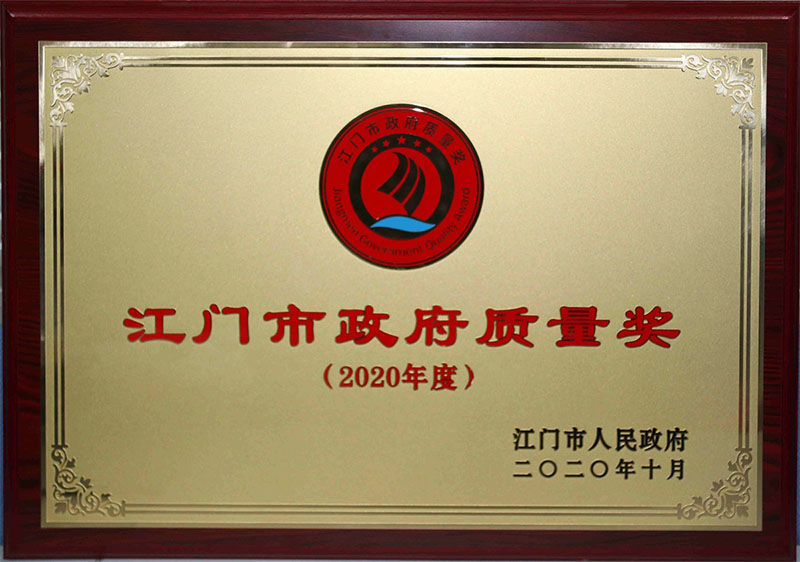 江门市政府质量奖
Jiangmen Government Quality Award
江门市政府质量奖
（2020年度）
江门市人民政府
二〇二〇年十月